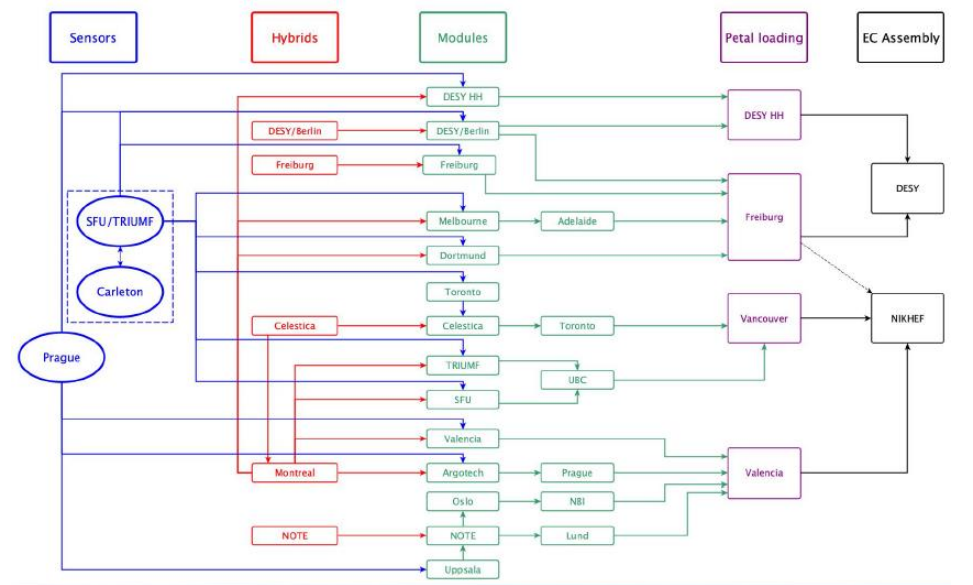 Sensors
Hybrids
Modules
Petal loading
EC Assembly
DESY HH
DESY HH
DESY/Berlin
DESY/Berlin
Freiburg
Freiburg
DESY
SFU/TRIUMF
Melbourne
Adelaide
Freiburg
Dortmund
Carleton
Toronto
Celestica
Celestica
Toronto
Vancouver
NIKHEF
Prague
TRIUMF
UBC
SFU
Valencia
Montreal
Argotech
Prague
Valencia
Oslo
NBI
NOTE
NOTE
Lund
Uppsala